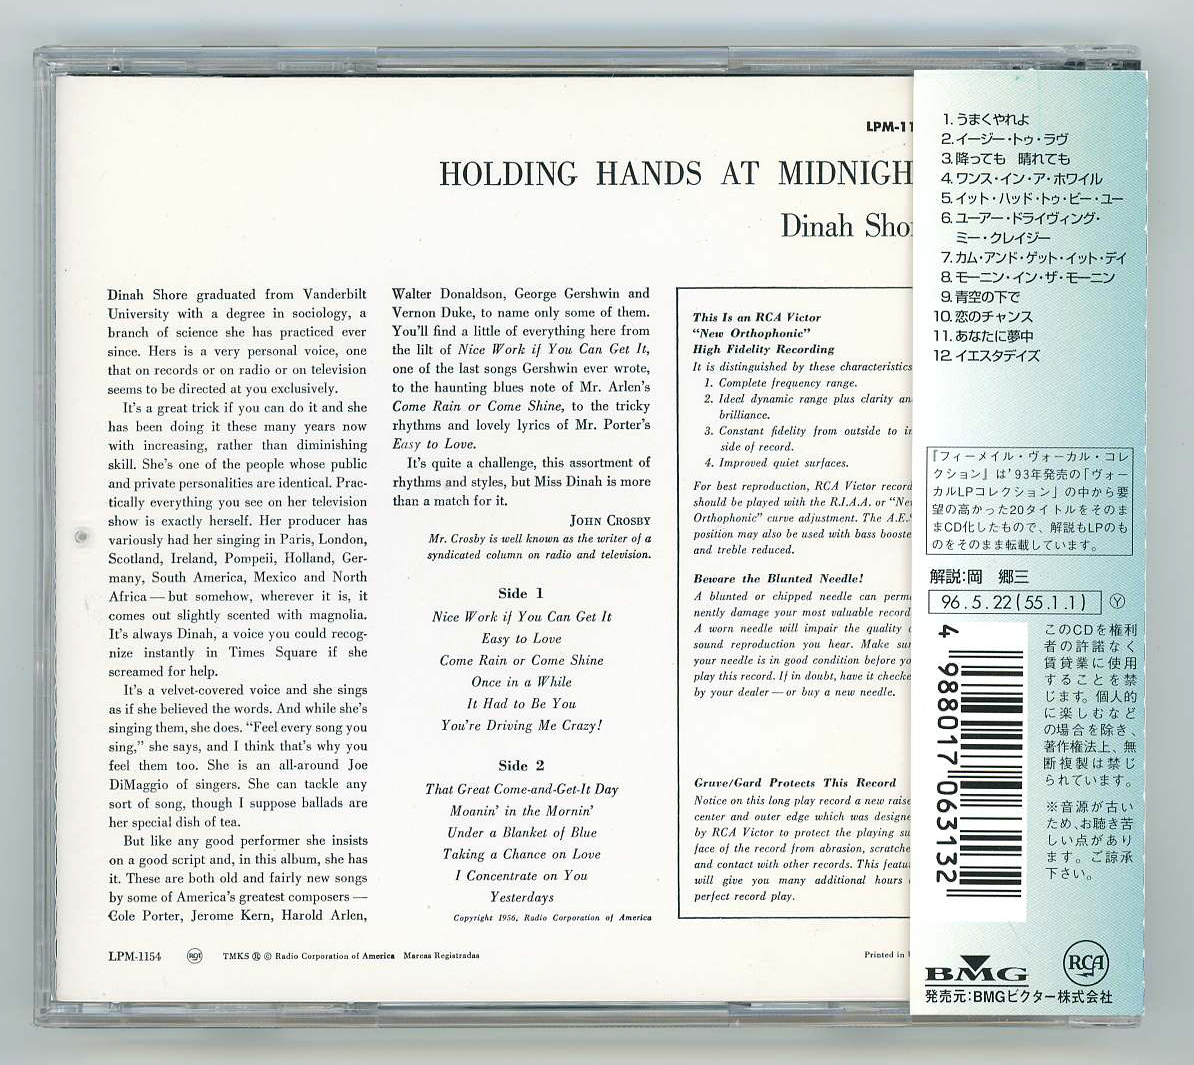 LPM-11
HOLDING HANDS AT MIDNIGH
Dinah Shor
Dinah Shore graduated from Vanderbilt
University with a degree in sociology, a
branch of science she has practiced ever
since. Hers is a very personal voice, one
that on records or on radio or on television
seems to be directed at you exclusively.
It's a great trick if you can do it and she
has been doing it these many years now
with increasing, rather than diminishing
skill. She's one of the people whose public
and private personalities are identical. Prac-
tically everything you see on her television
show is exactly herself. Her producer has
variously had her singing in Paris, London,
Scotland, Ireland, Pompeii, Holland, Ger-
many, South America, Mexico and North
Africa — but somehow, wherever it is, it
comes out slightly scented with magnolia.
It's always Dinah, a voice you could recog-
nize instantly in Times Square if she
screamed for help.
It's a velvet-covered voice and she sings
as if she believed the words. And while she's
singing them, she does. "Feel every song you
sing," she says, and I think that's why you
feel them too. She is an all-around Joe
DiMaggio of singers. She can tackle any
sort of song, though I suppose ballads are
her special dish of tea.
But like any good performer she insists
on a good script and, in this album, she has
it. These are both old and fairly new songs
by some of America's greatest composers —
Cole Porter, Jerome Kern, Harold Arlen,
Walter Donaldson, George Gershwin and
Vernon Duke, to name only some of them.
You'll find a little of everything here from
the lilt of Nice Work if You Can Get It,
one of the last songs Gershwin ever wrote,
to the haunting blues note of Mr. Arlen's
Come Rain or Come Shine, to the tricky
rhythms and lovely lyrics of Mr. Porter's
Easy to Love.
It's quite a challenge, this assortment of
rhythms and styles, but Miss Dinah is more
than a match for it.
JOHN CROSBY
Mr. Crosby is well known as the writer of a
syndicated column on radio and television.
Side 1
Nice Work if You Can Get It
Easy to Love
Come Rain or Come Shine
Once in a While
It Had to Be You
You're Driving Me Crazy!
Side 2
That Great Come-and-Get-It Day
Moanin' in the Mornin'
Under a Blanket of Blue
Taking a Chance on Love
I Concentrate on You
Yesterdays
Copyright 1956, Radio Corporation of America
This Is an RCA Victor
"New Orthophonic"
High Fidelity Recording
It is distinguished by these characteristics
1. Complete frequency range.
2. Ideal dynamic range plus clarity an
brilliance.
3. Constant fidelity from outside to in
side of record.
4. Improved quiet surfaces.
For best reproduction, RCA Victor record
should be played with the R.I.A.A. or "Ne
Orthophonic" curve adjustment. The A.E.
position may also be used with bass booste
and treble reduced.
Beware the Blunted Needle!
A blunted or chipped needle can perm
nently damage your most valuable record
A worn needle will impair the quality o
sound reproduction you hear. Make sur
your needle is in good condition before yo
play this record. If in doubt, have it checke
by your dealer — or buy a new needle.
Gruve/Gard Protects This Record
Notice on this long play record a new raise
center and outer edge which was designe
by RCA Victor to protect the playing su
face of the record from abrasion, scratche
and contact with other records. This featu
will give you many additional hours o
perfect record play.
LPM-1154 RCA TMKS ® © Radio Corporation of America Marcas Registradas
Printed in U
1.うまくやれよ
2.イージー・トゥ・ラヴ
3.降っても 晴れても
4.ワンス・イン・ア・ホワイル
5.イット・ハッド・トゥ・ビー・ユー
6.ユーアー・ドライヴィング・
ミー・クレイジー
7.カム・アンド・ゲット・イット・デイ
8.モーニン・イン・ザ・モーニン
9.青空の下で
10.恋のチャンス
11.あなたに夢中
12.イエスタデイズ
『フィーメイル・ヴォーカル・コレ
クション』は'93年発売の「ヴォー
カルLPコレクション」の中から要
望の高かった20タイトルをそのま
まCD化したもので、解説もLPのも
のをそのまま転載しています。
解説:岡 郷三
96.5.22(55.1.1) Ⓨ
4 988017 063132
このCDを権利
者の許諾なく
賃貸業に使用
することを禁
じます。個人的
に楽しむなど
の場合を除き、
著作権法上、無
断複製は禁じ
られています。
※音源が古い
ため、お聴き苦
しい点があり
ます。ご諒承
下さい。
BMG
RCA
発売元:BMGビクター株式会社